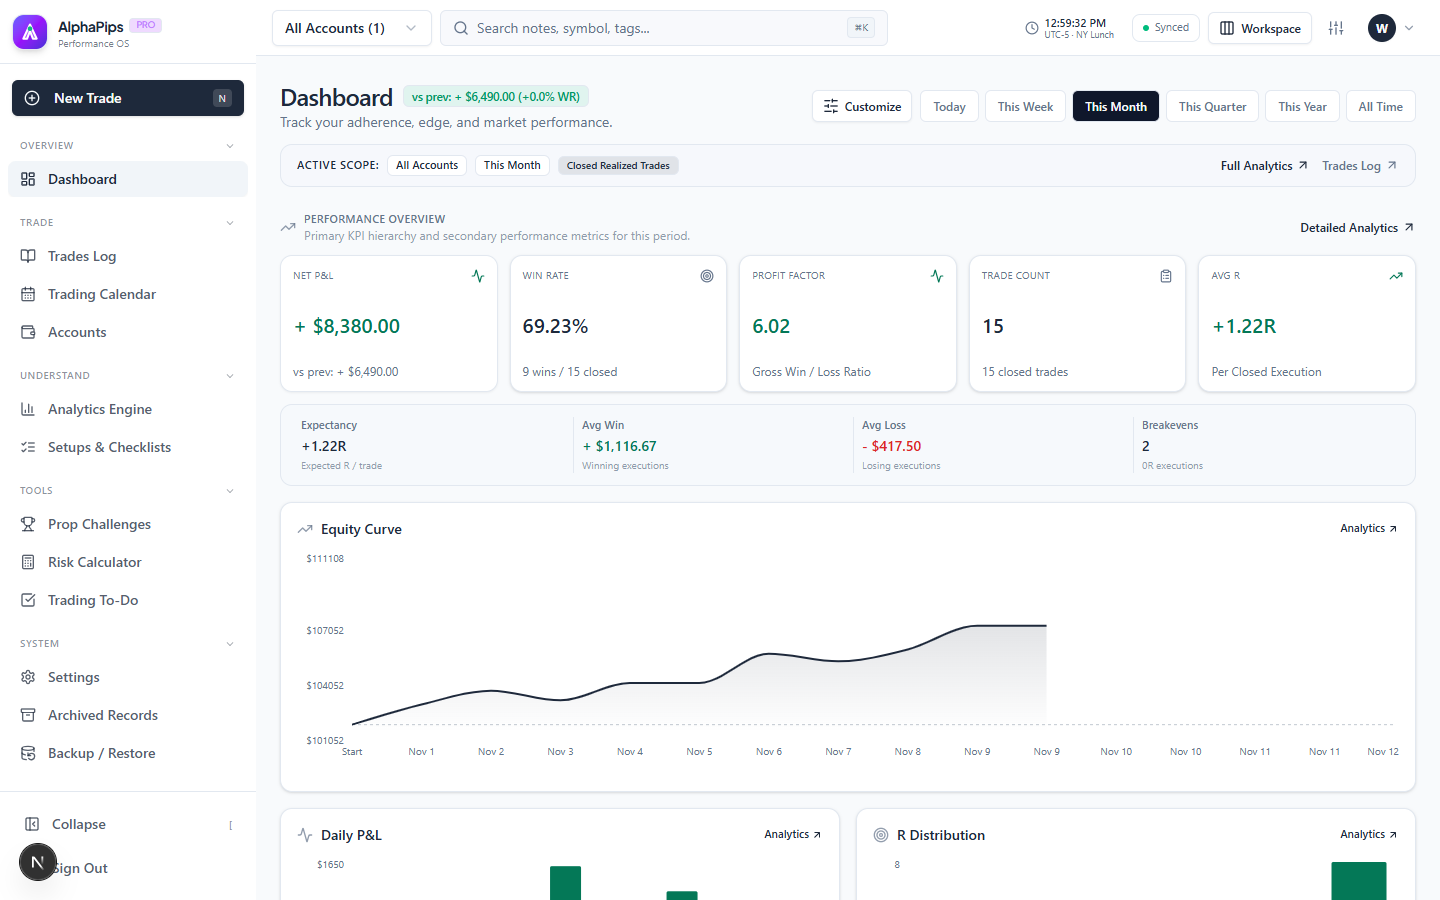 AlphaPips PRO
Performance OS
New Trade N
OVERVIEW
Dashboard
TRADE
Trades Log
Trading Calendar
Accounts
UNDERSTAND
Analytics Engine
Setups & Checklists
TOOLS
Prop Challenges
Risk Calculator
Trading To-Do
SYSTEM
Settings
Archived Records
Backup / Restore
Collapse [
N Sign Out
All Accounts (1)
Search notes, symbol, tags... ⌘K
12:59:32 PM
UTC-5 · NY Lunch
Synced
Workspace
W
Dashboard vs prev: + $6,490.00 (+0.0% WR)
Track your adherence, edge, and market performance.
Customize Today This Week This Month This Quarter This Year All Time
ACTIVE SCOPE: All Accounts This Month Closed Realized Trades Full Analytics Trades Log
PERFORMANCE OVERVIEW
Primary KPI hierarchy and secondary performance metrics for this period.
Detailed Analytics
NET P&L
+ $8,380.00
vs prev: + $6,490.00
WIN RATE
69.23%
9 wins / 15 closed
PROFIT FACTOR
6.02
Gross Win / Loss Ratio
TRADE COUNT
15
15 closed trades
AVG R
+1.22R
Per Closed Execution
Expectancy
+1.22R
Expected R / trade
Avg Win
+ $1,116.67
Winning executions
Avg Loss
- $417.50
Losing executions
Breakevens
2
0R executions
Equity Curve Analytics
$111108
$107052
$104052
$101052
Start Nov 1 Nov 2 Nov 3 Nov 4 Nov 5 Nov 6 Nov 7 Nov 8 Nov 9 Nov 9 Nov 10 Nov 10 Nov 11 Nov 11 Nov 12
Daily P&L Analytics
$1650
R Distribution Analytics
8